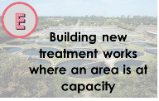 E
Building new
treatment works
where an area is at
capacity